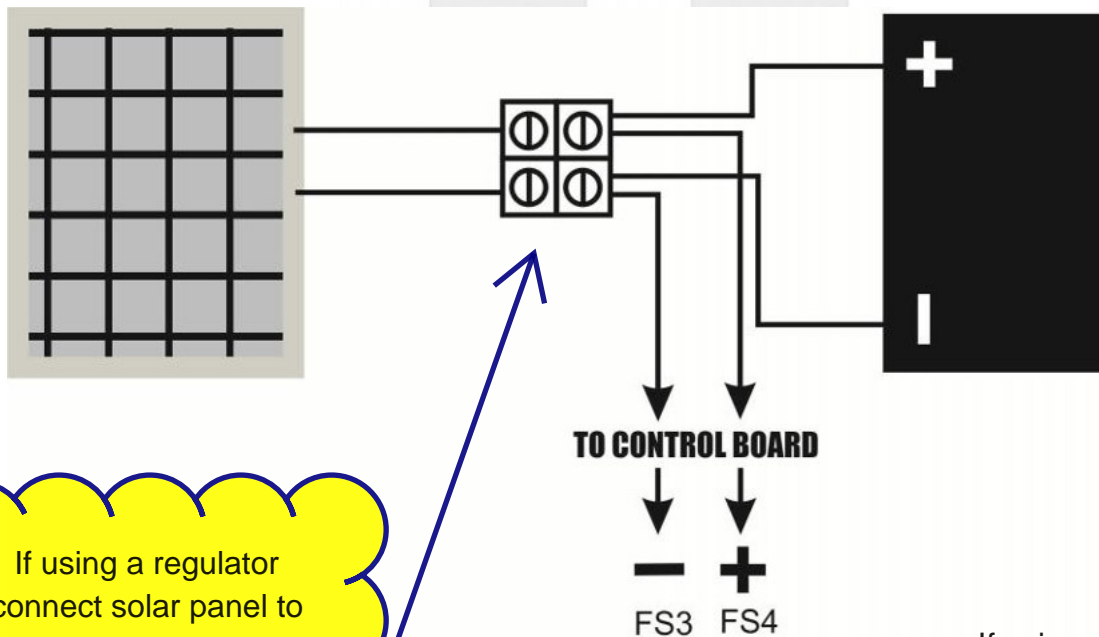 +
TO CONTROL BOARD
− +
FS3 FS4
If using a regulator
connect solar panel to